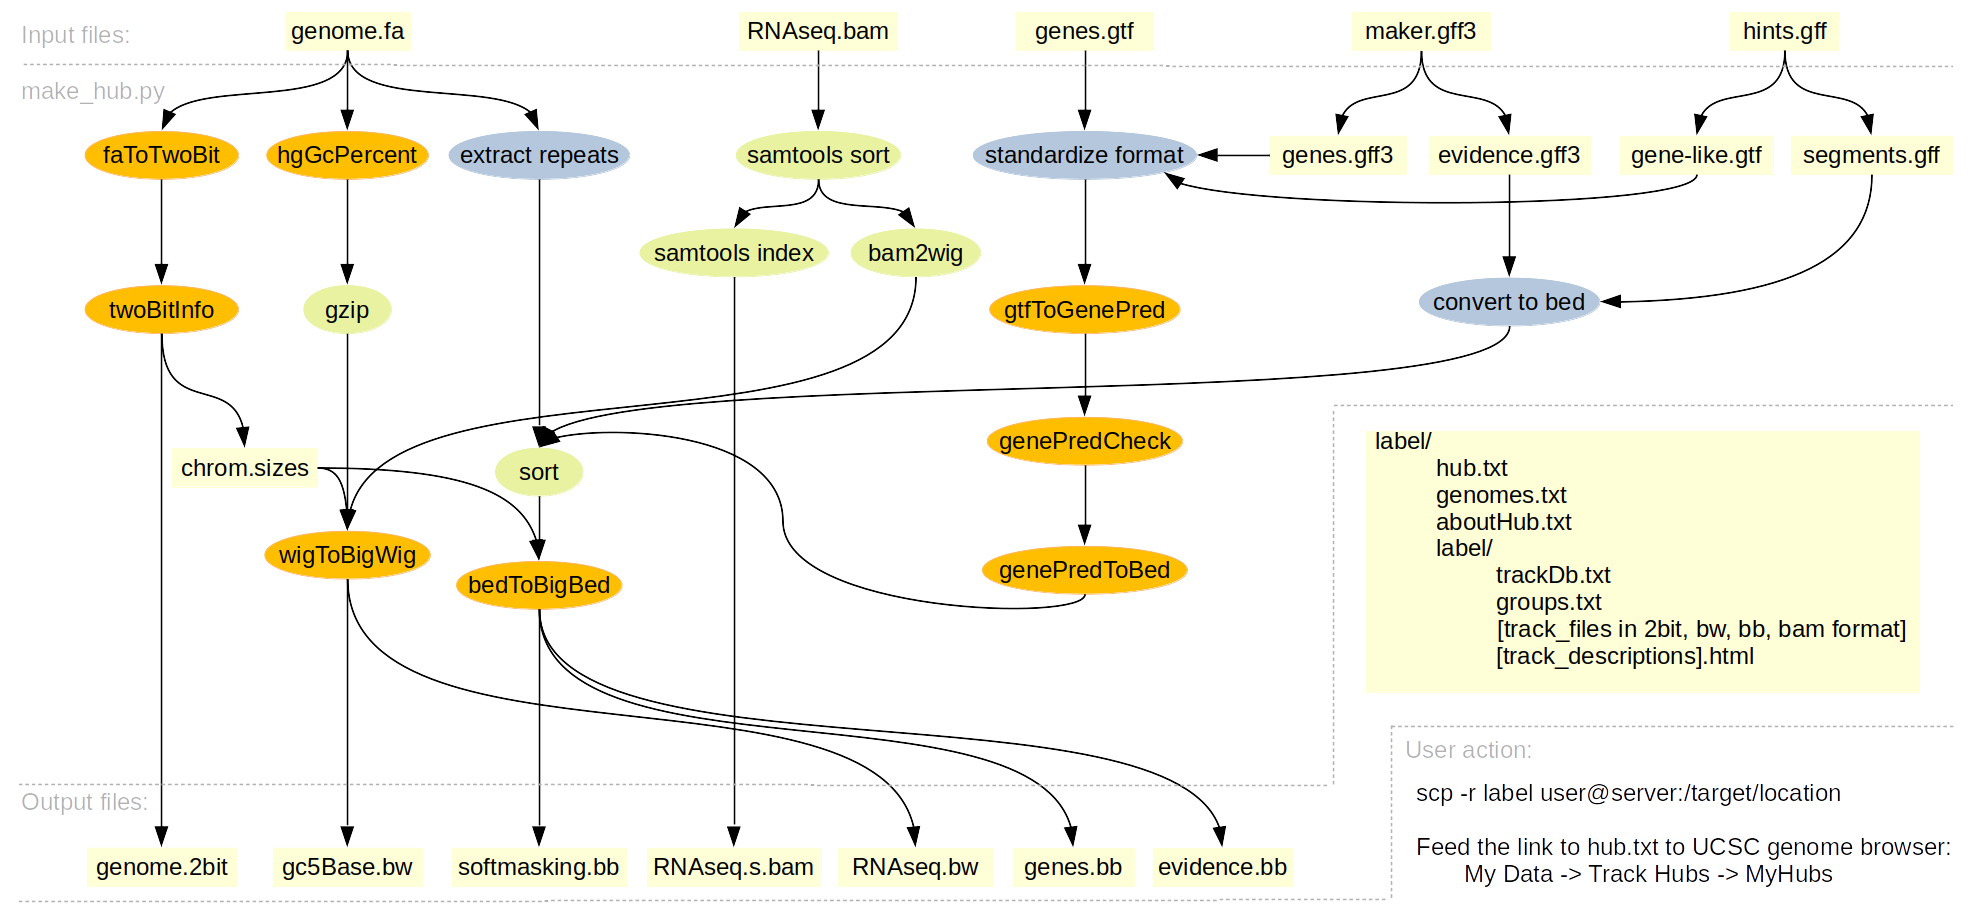 Input files:
genome.fa
RNAseq.bam
genes.gtf
maker.gff3
hints.gff
make_hub.py
faToTwoBit
hgGcPercent
extract repeats
samtools sort
standardize format
genes.gff3
evidence.gff3
gene-like.gtf
segments.gff
samtools index
bam2wig
twoBitInfo
gzip
gtfToGenePred
convert to bed
chrom.sizes
sort
genePredCheck
wigToBigWig
bedToBigBed
genePredToBed
label/
hub.txt
genomes.txt
aboutHub.txt
label/
trackDb.txt
groups.txt
[track_files in 2bit, bw, bb, bam format]
[track_descriptions].html
Output files:
genome.2bit
gc5Base.bw
softmasking.bb
RNAseq.s.bam
RNAseq.bw
genes.bb
evidence.bb
User action:
scp -r label user@server:/target/location
Feed the link to hub.txt to UCSC genome browser:
My Data -> Track Hubs -> MyHubs